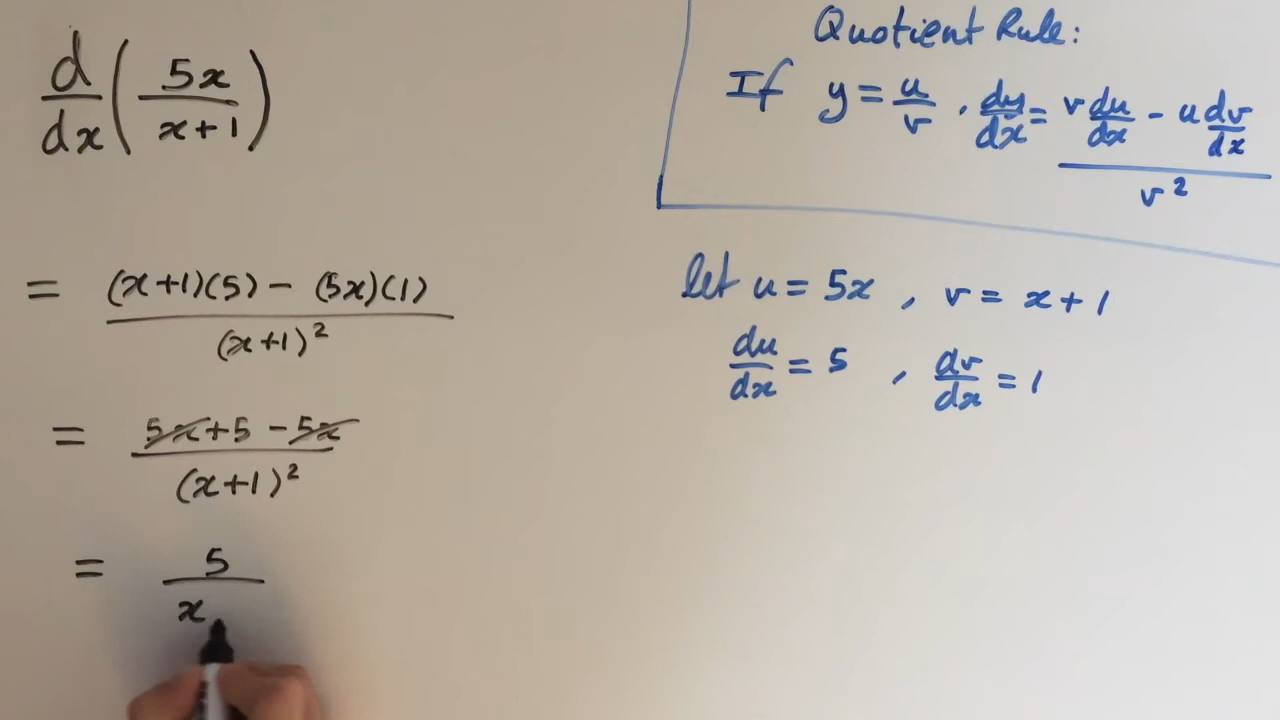 d/dx (5x/(x+1))
= ((x+1)(5) - (5x)(1))/(x+1)²
= (5x+5-5x)/(x+1)²
= 5/x
Quotient Rule:
If y = u/v , dy/dx = (v du/dx - u dv/dx)/v²
let u = 5x , v = x+1
du/dx = 5 , dv/dx = 1